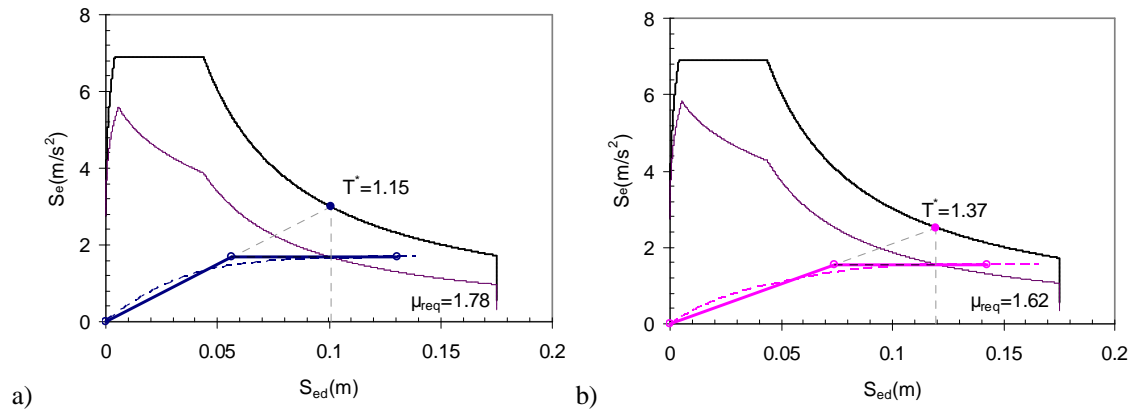 8
6
4
2
0
Se(m/s²)
T*=1.15
μreq=1.78
0 0.05 0.1 0.15 0.2
Sed(m)
a)
8
6
4
2
0
Se(m/s²)
T*=1.37
μreq=1.62
0 0.05 0.1 0.15 0.2
Sed(m)
b)